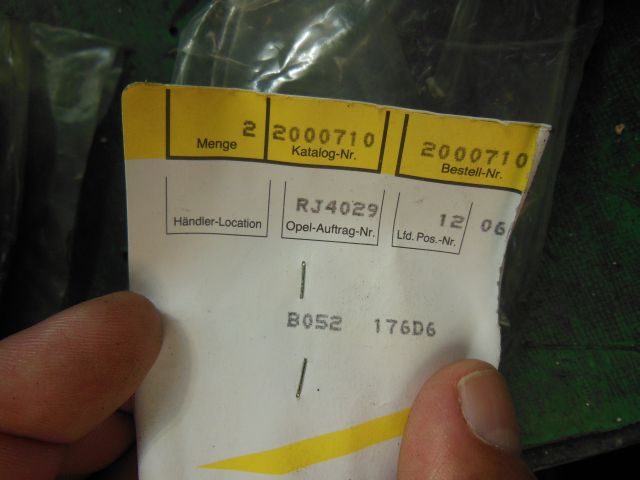 2 2000710 2000710
Menge Katalog-Nr. Bestell-Nr.
RJ4029 12 06
Händler-Location Opel-Auftrag-Nr. Lfd. Pos.-Nr.
B052 176D6